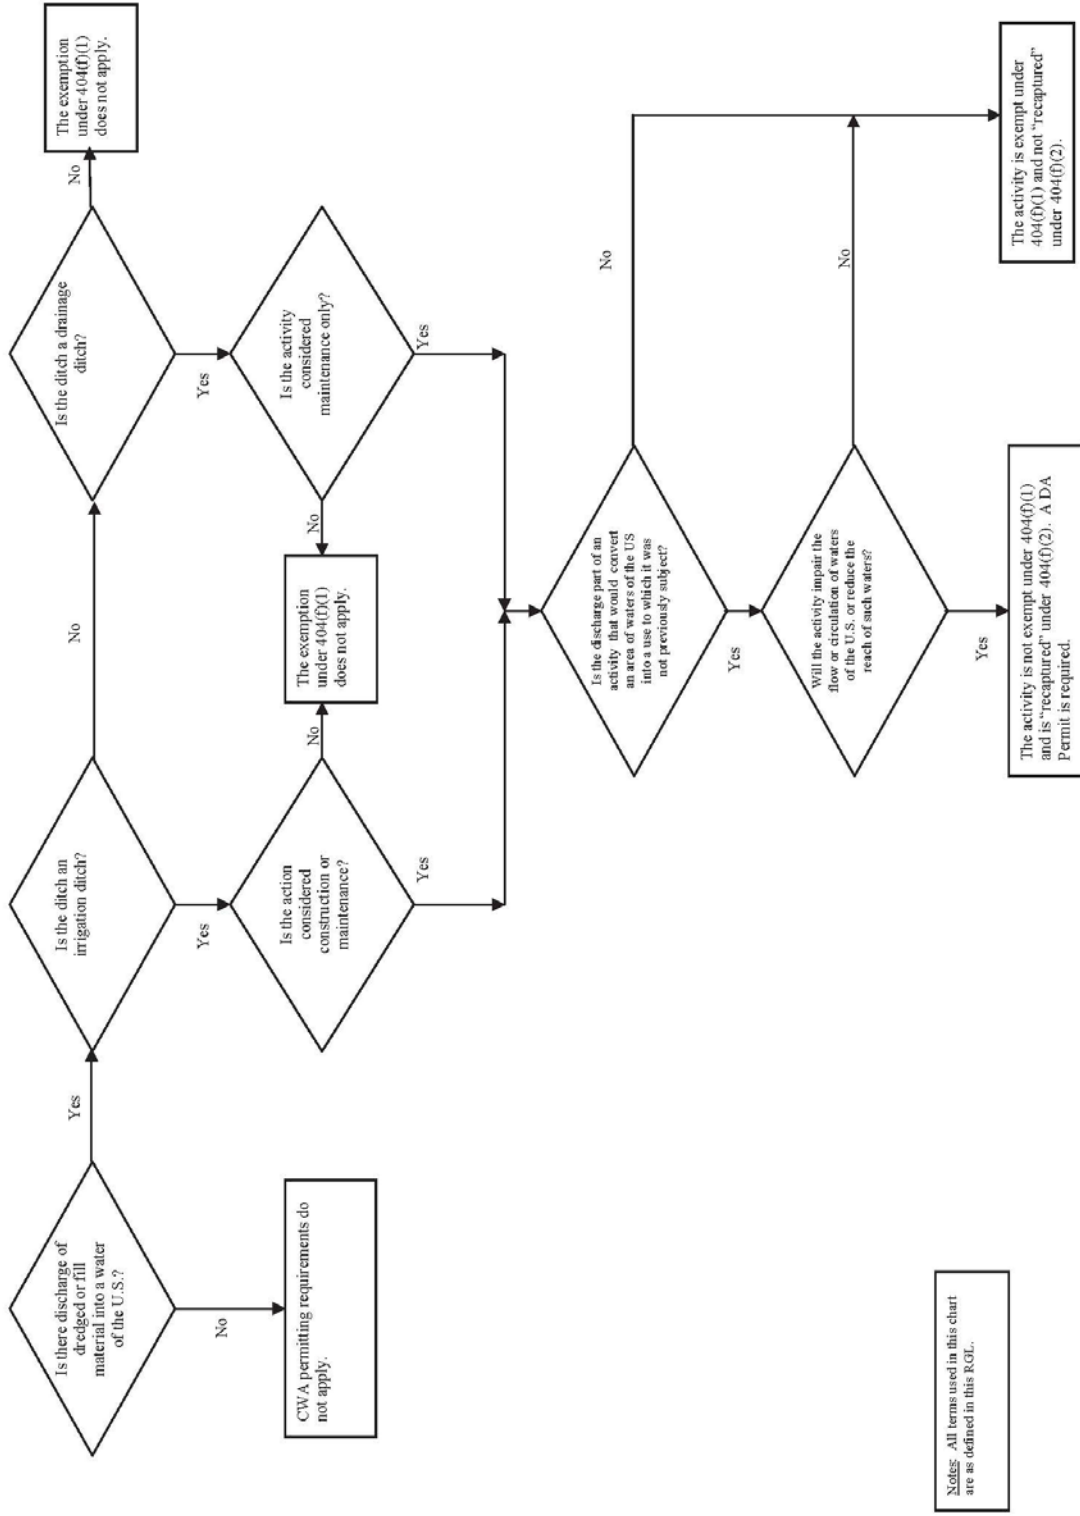 Is there discharge of
dredged or fill
material into a water
of the U.S.?
Yes
No
CWA permitting requirements do
not apply.
Is the ditch an
irrigation ditch?
No
Yes
Is the ditch a drainage
ditch?
No
The exemption
under 404(f)(1)
does not apply.
Yes
Is the action
considered
construction or
maintenance?
No
Yes
The exemption
under 404(f)(1)
does not apply.
Is the activity
considered
maintenance only?
No
Yes
Is the discharge part of an
activity that would convert
an area of waters of the US
into a use to which it was
not previously subject?
No
Yes
Will the activity impair the
flow or circulation of waters
of the U.S. or reduce the
reach of such waters?
No
Yes
The activity is not exempt under 404(f)(1)
and is “recaptured” under 404(f)(2).  A DA
Permit is required.
The activity is exempt under
404(f)(1) and not “recaptured”
under 404(f)(2).
Notes:  All terms used in this chart
are as defined in this RGL.